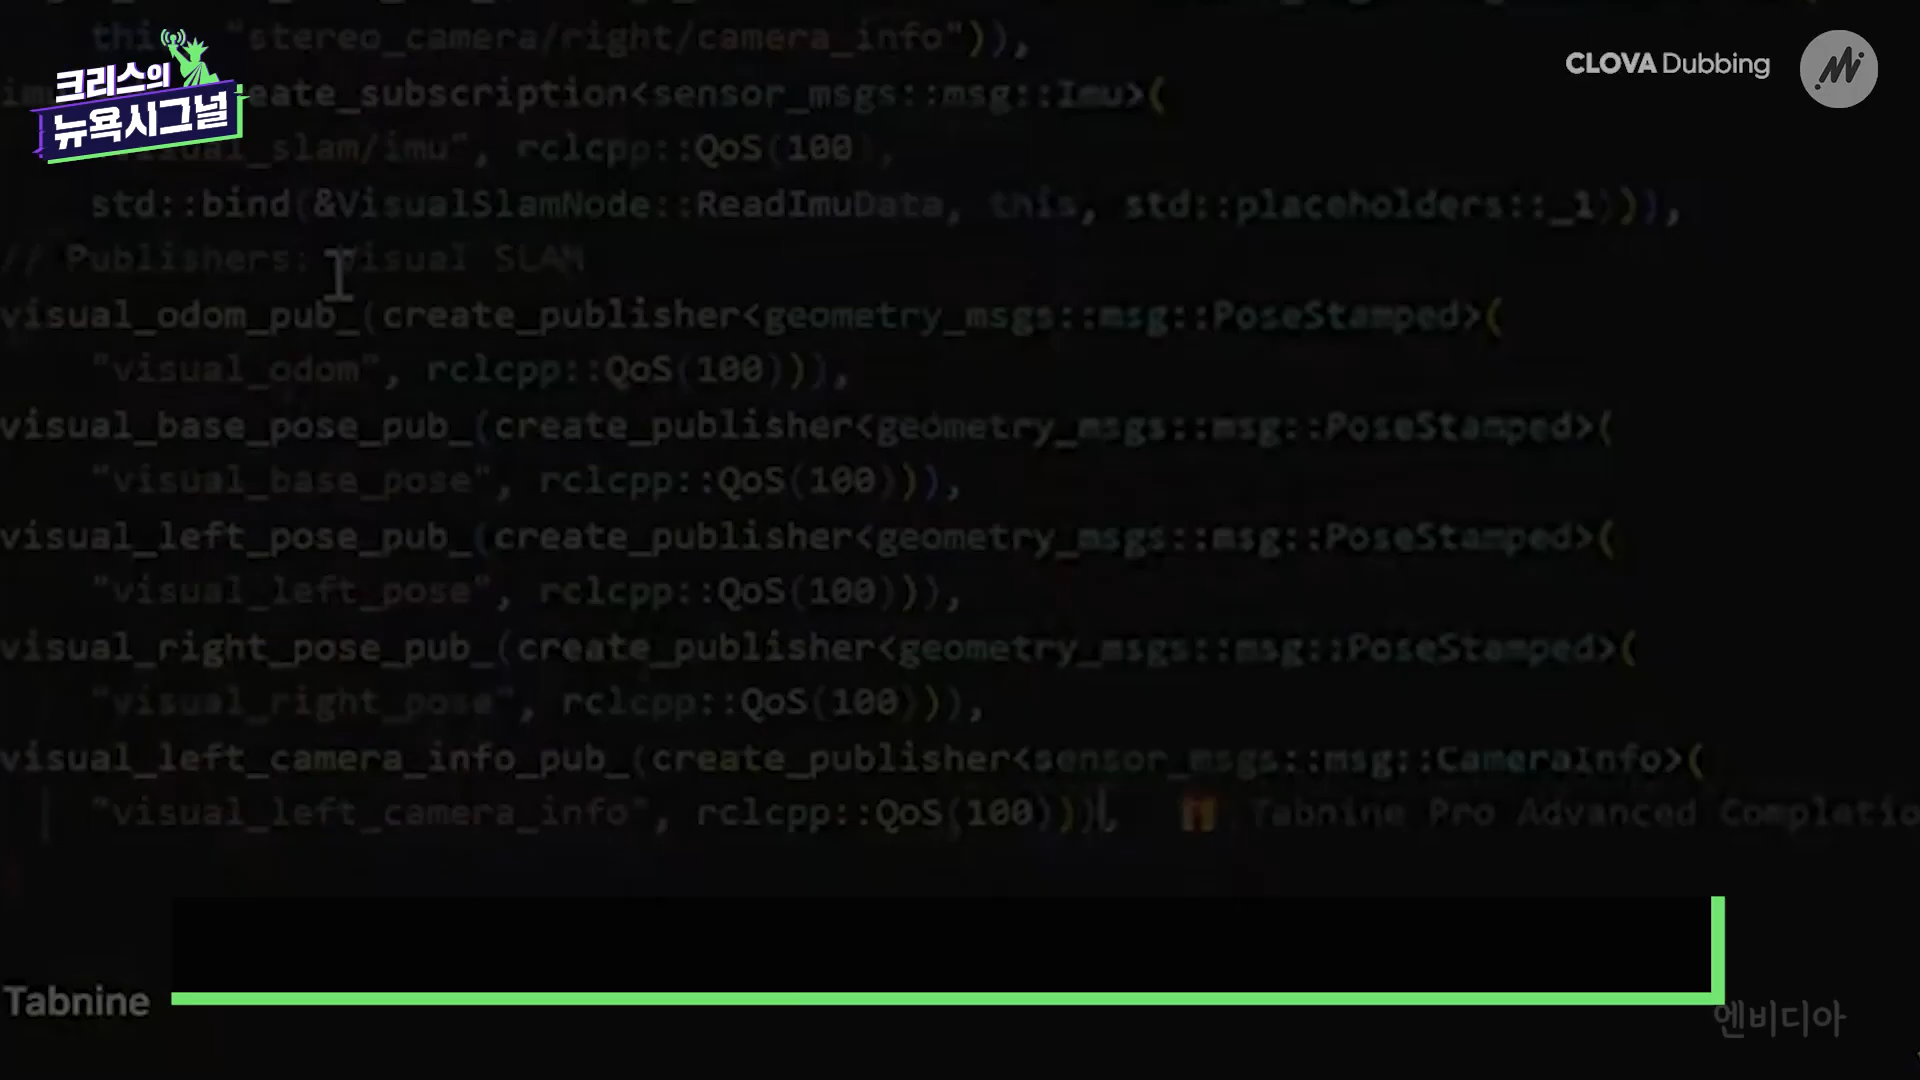 this, "stereo_camera/right/camera_info")),
크리스의
뉴욕시그널
CLOVA Dubbing
eate_subscription<sensor_msgs::msg::Imu>(
_slam/imu", rclcpp::QoS(100),
std::bind(&VisualSlamNode::ReadImuData, this, std::placeholders::_1))),
// Publishers: Visual SLAM
visual_odom_pub_(create_publisher<geometry_msgs::msg::PoseStamped>(
"visual_odom", rclcpp::QoS(100))),
visual_base_pose_pub_(create_publisher<geometry_msgs::msg::PoseStamped>(
"visual_base_pose", rclcpp::QoS(100))),
visual_left_pose_pub_(create_publisher<geometry_msgs::msg::PoseStamped>(
"visual_left_pose", rclcpp::QoS(100))),
visual_right_pose_pub_(create_publisher<geometry_msgs::msg::PoseStamped>(
"visual_right_pose", rclcpp::QoS(100))),
visual_left_camera_info_pub_(create_publisher<sensor_msgs::msg::CameraInfo>(
"visual_left_camera_info", rclcpp::QoS(100))), Tabnine Pro Advanced Completio
Tabnine
엔비디아